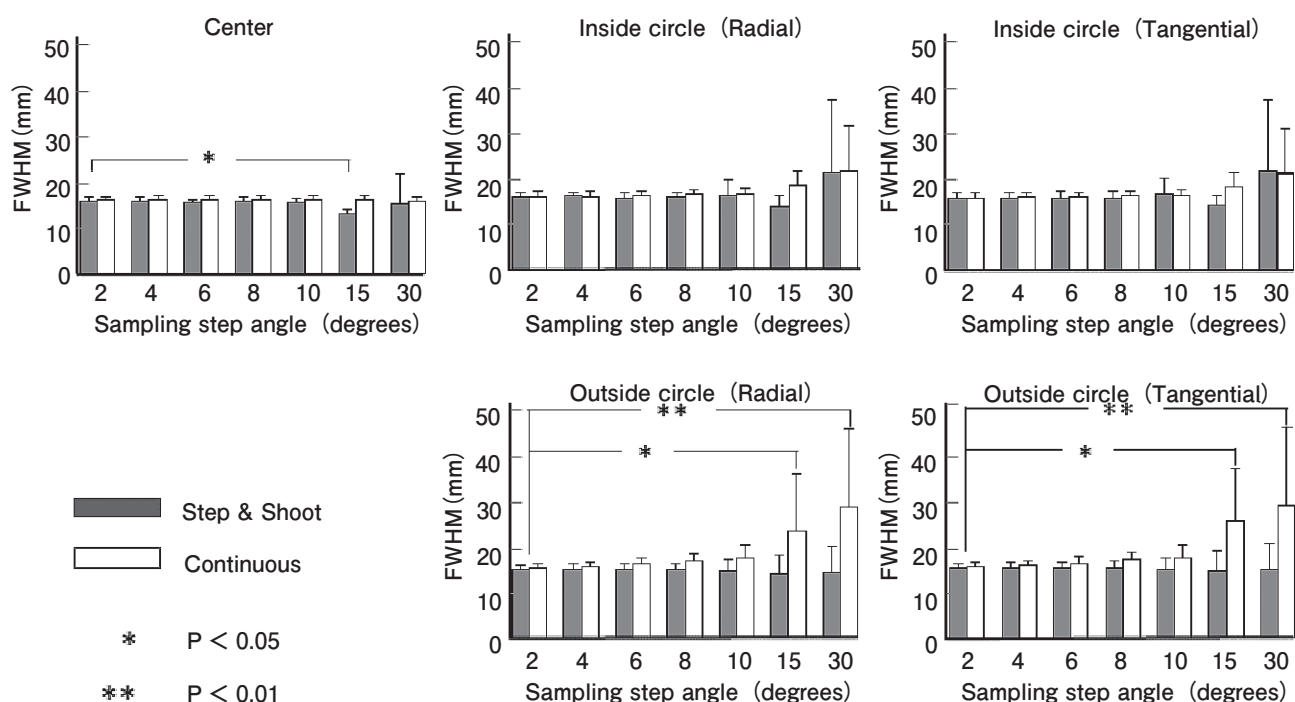 Center
50
40
30
20
10
0
FWHM (mm)
*
2 4 6 8 10 15 30
Sampling step angle (degrees)
Inside circle (Radial)
50
40
30
20
10
0
FWHM (mm)
2 4 6 8 10 15 30
Sampling step angle (degrees)
Inside circle (Tangential)
50
40
30
20
10
0
FWHM (mm)
2 4 6 8 10 15 30
Sampling step angle (degrees)
Outside circle (Radial)
50
40
30
20
10
0
FWHM (mm)
**
*
2 4 6 8 10 15 30
Sampling step angle (degrees)
Outside circle (Tangential)
50
40
30
20
10
0
FWHM (mm)
**
*
2 4 6 8 10 15 30
Sampling step angle (degrees)
Step & Shoot
Continuous
* P < 0.05
** P < 0.01